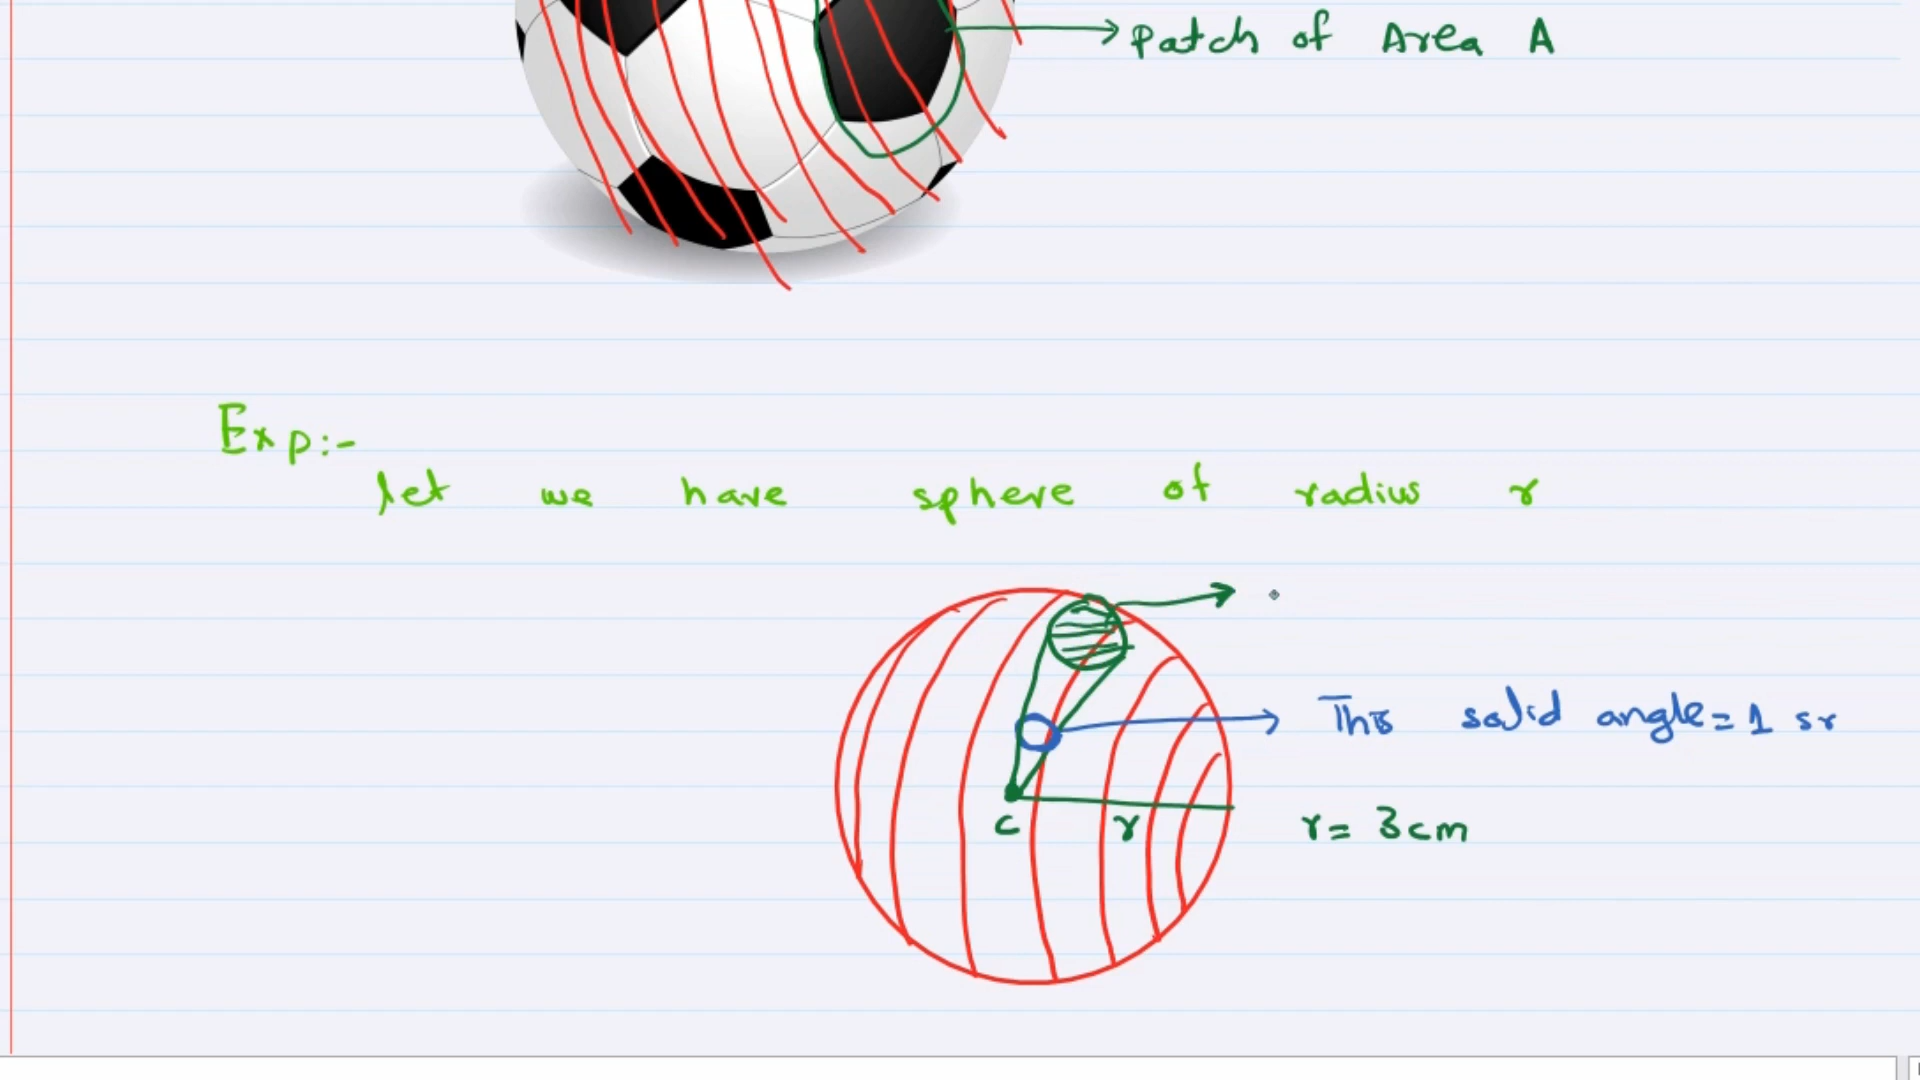 Patch of Area A
Exp:-
let we have sphere of radius r
This solid angle = 1 sr
c r r = 3cm